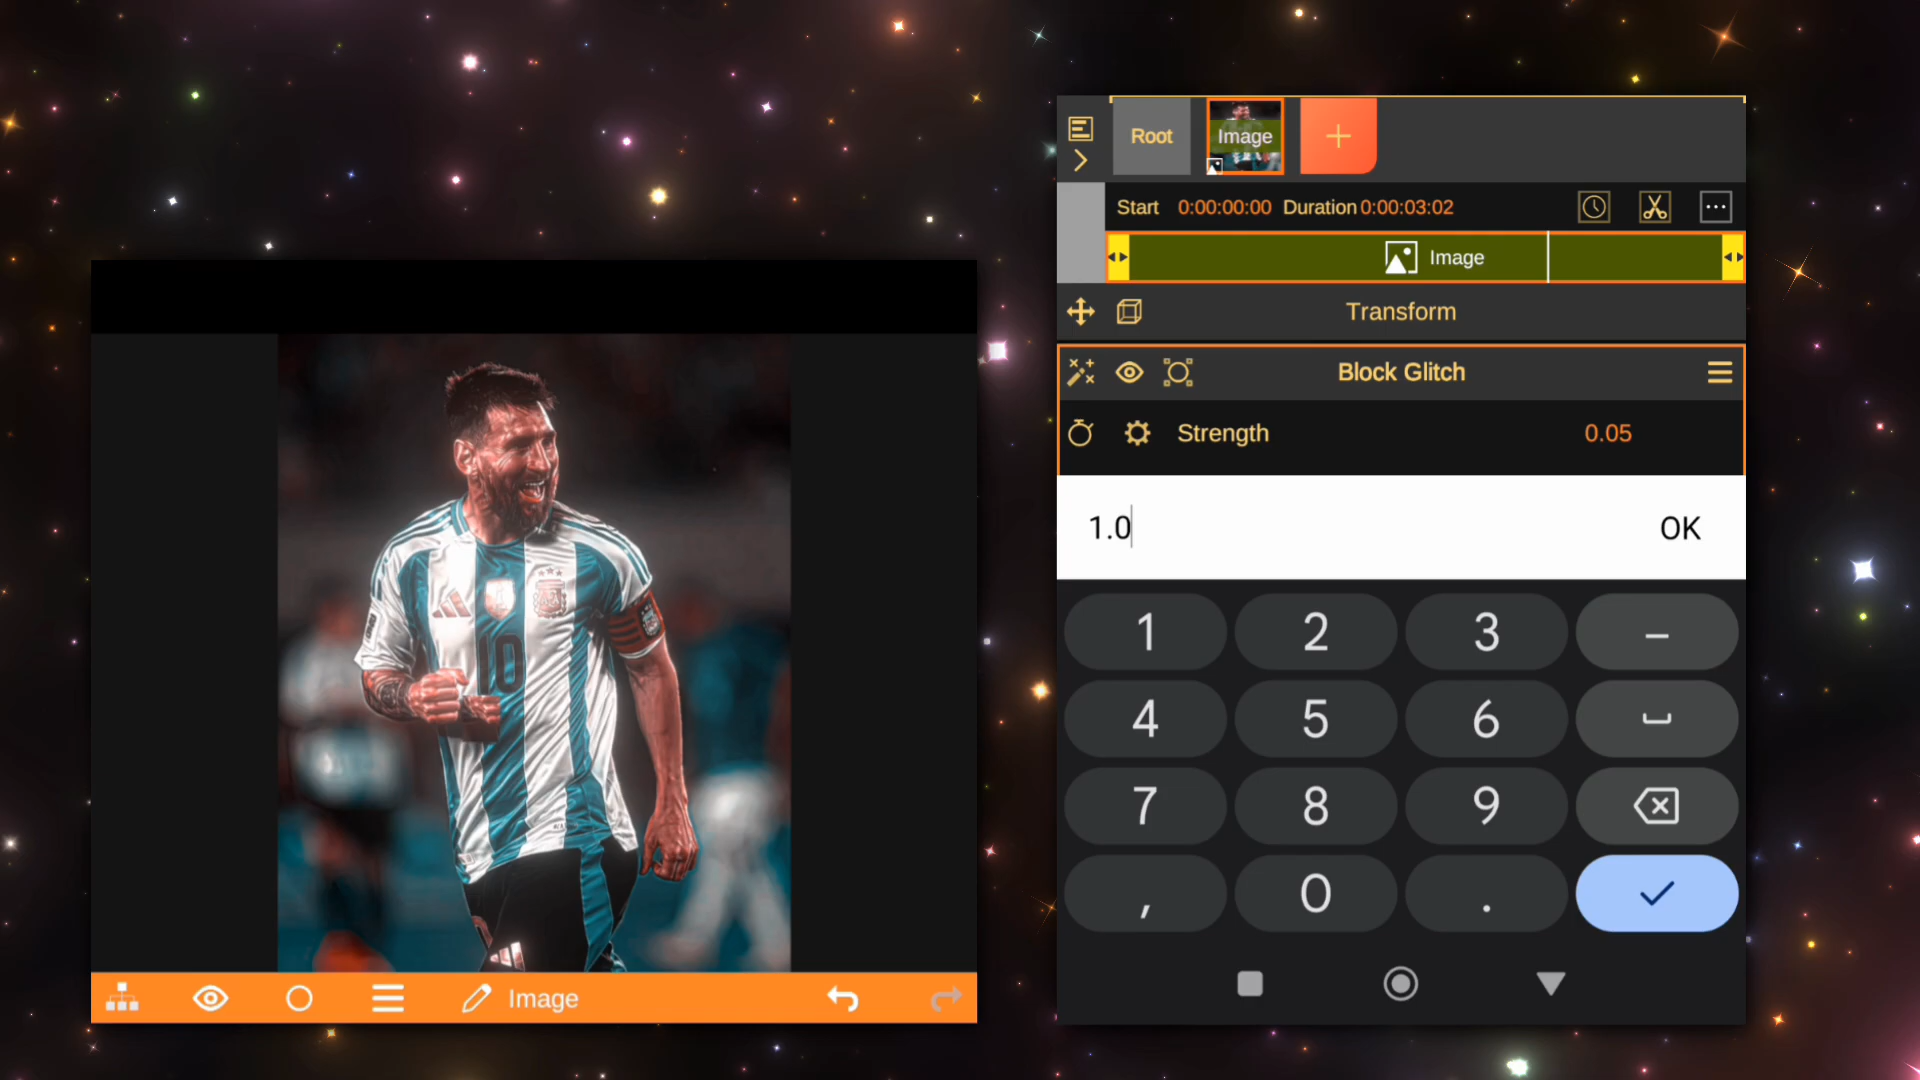 Root
Image
+
Start 0:00:00:00 Duration 0:00:03:02
Image
Transform
Block Glitch
Strength 0.05
1.0 OK
1 2 3 –
4 5 6
7 8 9
, 0 .
10
Image